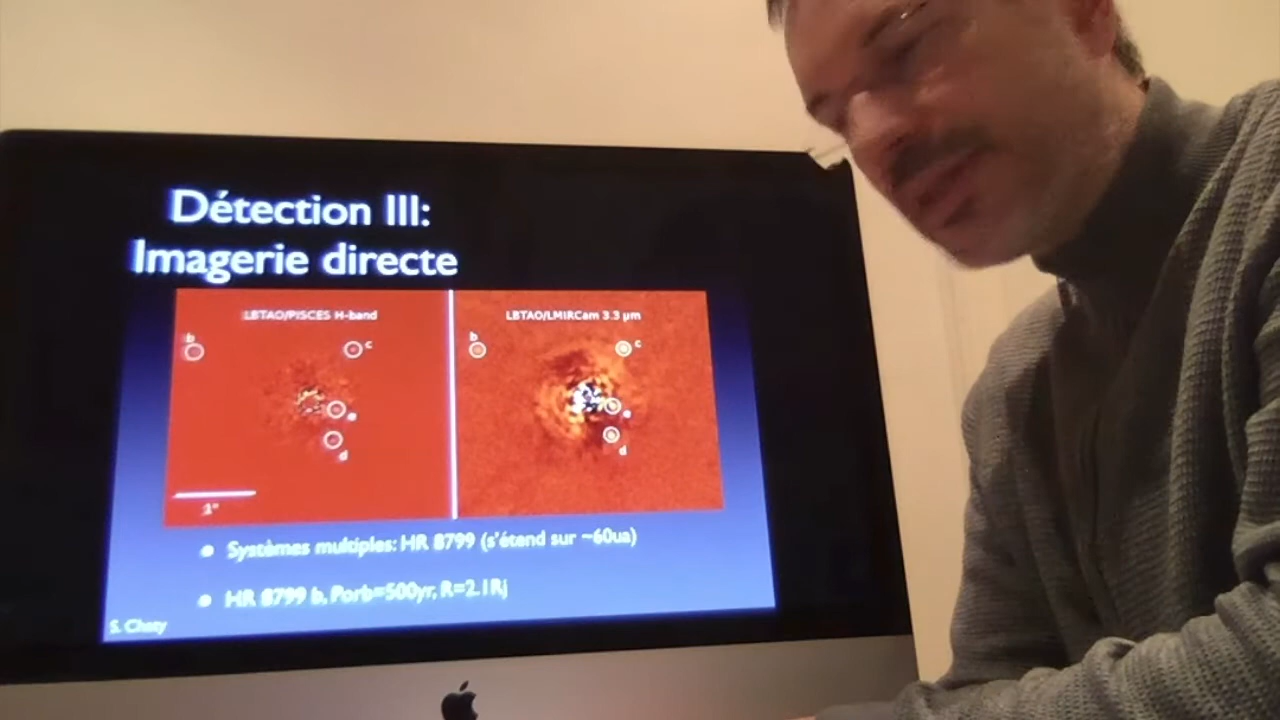 Détection III:
Imagerie directe
LBTAO/PISCES H-band
LBTAO/LMIRCam 3.3 μm
b
c
e
d
b
c
e
d
1"
Systèmes multiples: HR 8799 (s'étend sur ~60ua)
HR 8799 b, Porb=500yr, R=2.1Rj
S. Chaty